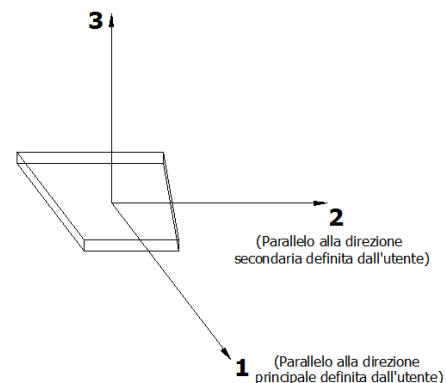 3
2
(Parallelo alla direzione
secondaria definita dall'utente)
1
(Parallelo alla direzione
principale definita dall'utente)